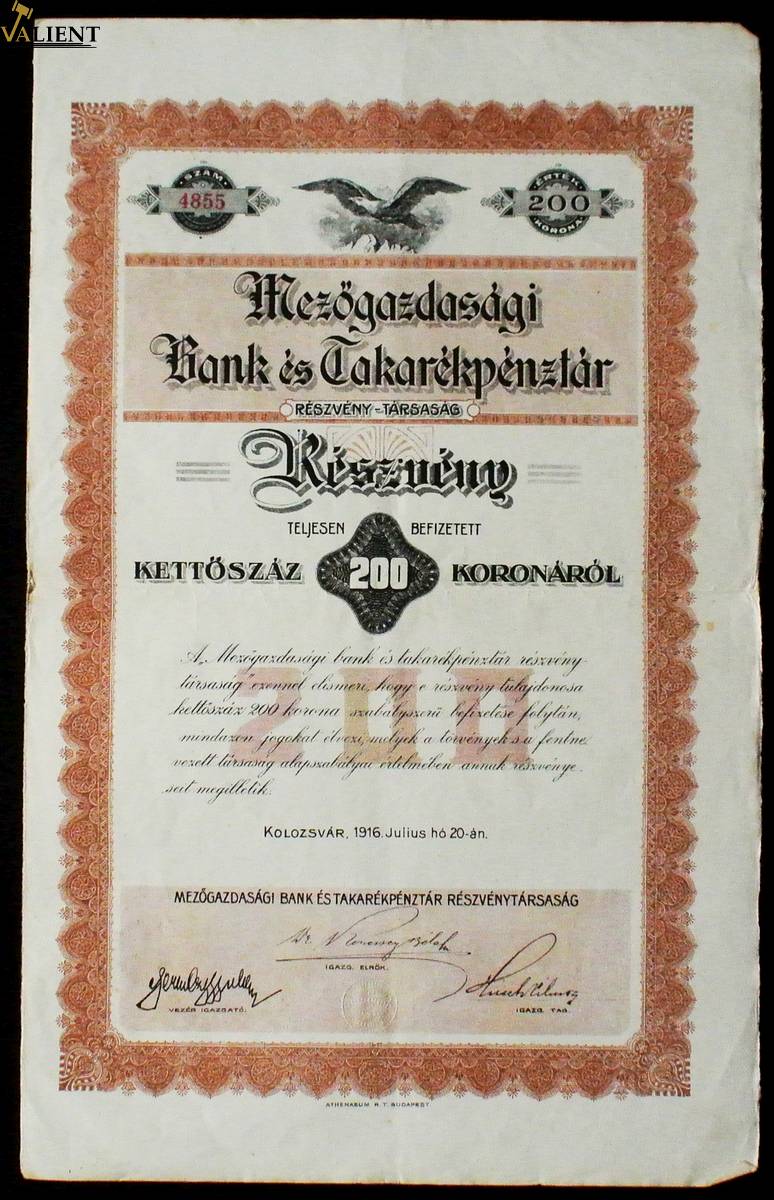 VALIENT
SZÁM
4855
ÉRTÉK
200
KORONA
Mezőgazdasági
Bank és Takarékpénztár
RÉSZVÉNY-TÁRSASÁG
Részvény
TELJESEN BEFIZETETT
KETTŐSZÁZ 200 KORONÁRÓL
A „Mezőgazdasági bank és takarékpénztár részvény-
társaság" ezennel elismeri, hogy e részvény tulajdonosa
kettőszáz 200 korona szabályszerű befizetése folytán,
mindazon jogokat élvezi, melyek a törvények s a fentne-
vezett társaság alapszabályai értelmében annak részvénye-
seit megilletik.
KOLOZSVÁR, 1916. Julius hó 20-án.
MEZŐGAZDASÁGI BANK ÉS TAKARÉKPÉNZTÁR RÉSZVÉNYTÁRSASÁG
IGAZG. ELNÖK.
VEZÉR IGAZGATÓ.
IGAZG. TAG.
ATHENAEUM R. T. BUDAPEST